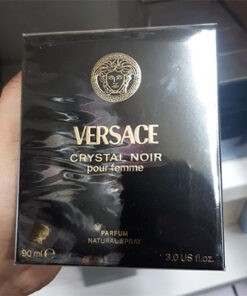 VERSACE
CRYSTAL NOIR
pour femme
PARFUM
NATURAL SPRAY
90 ml ℮ 3.0 US fl.oz.